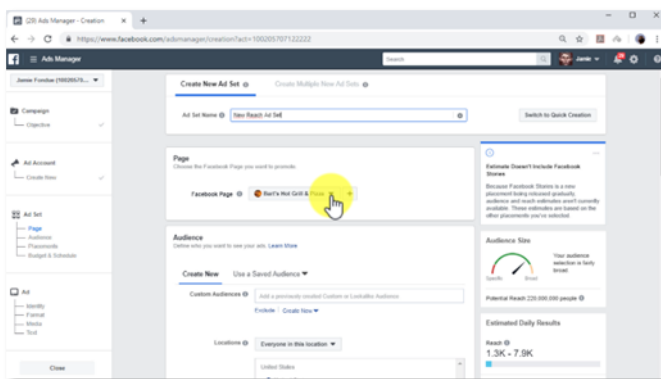 (28) Ads Manager - Creation
https://www.facebook.com/adsmanager/creation?act=100205707122222
Ads Manager
Search
Jamie
Create New Ad Set
Create Multiple New Ad Sets
Ad Set Name
New Reach Ad Set
Switch to Quick Creation
Campaign
Objective
Ad Account
Create New
Ad Set
Page
Audience
Placements
Budget & Schedule
Ad
Identity
Format
Media
Text
Close
Page
Choose the Facebook Page you want to promote.
Facebook Page
Bart's Hot Grill &
Audience
Define who you want to see your ads. Learn More
Create New
Use a Saved Audience
Custom Audiences
Add a previously created Custom or Lookalike Audience
Exclude
Create New
Locations
Everyone in this location
United States
Estimate Doesn't Include Facebook
Stories
Because Facebook Stories is a new
placement being released gradually,
audience and reach estimates aren't currently
available. These estimates are based on the
other placements you've selected.
Audience Size
Your audience
selection is fairly
broad.
Specific
Broad
Potential Reach 220,000,000 people
Estimated Daily Results
Reach
1.3K - 7.9K